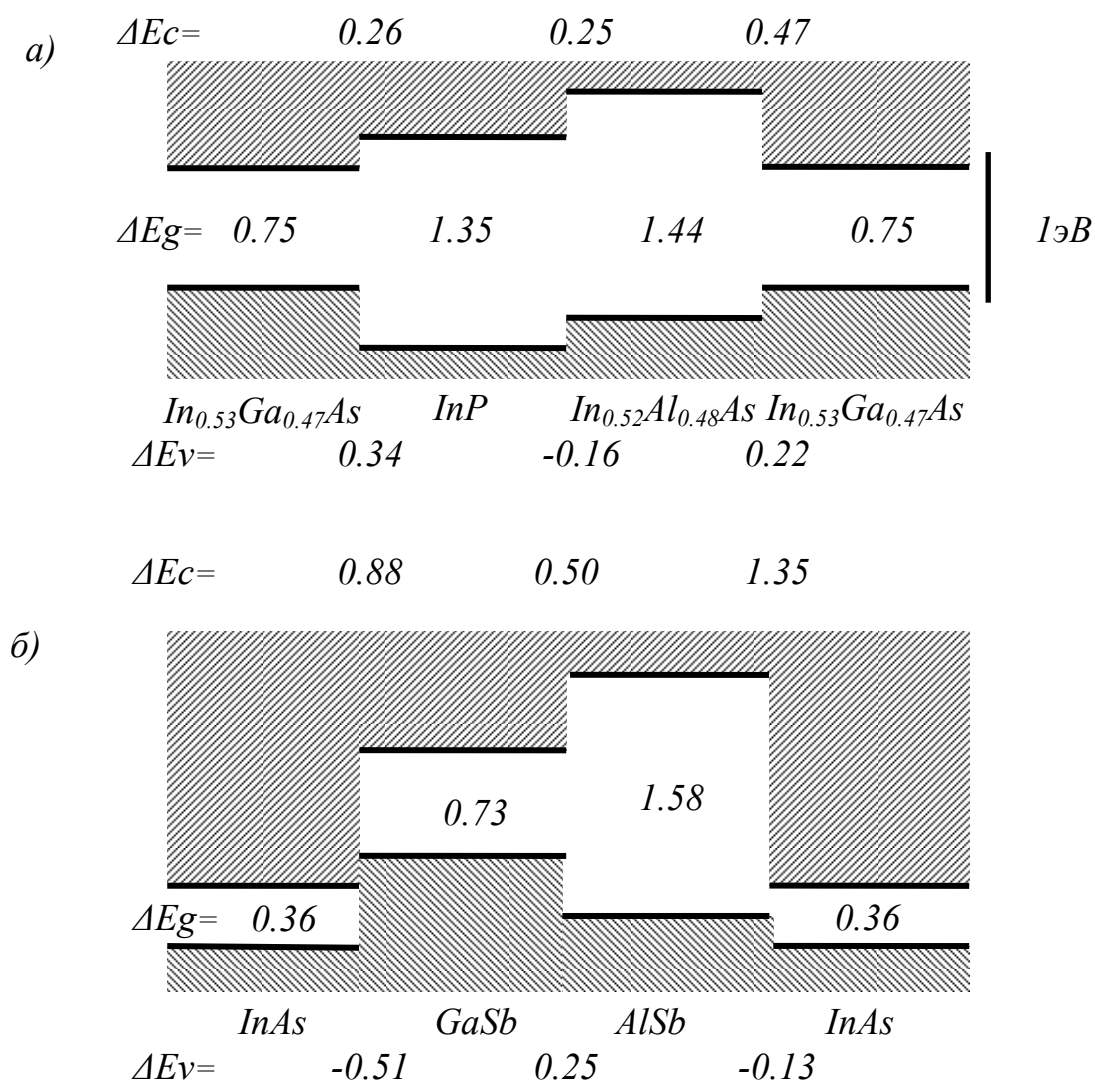 а)
ΔEc= 0.26 0.25 0.47
ΔEg= 0.75 1.35 1.44 0.75 1эВ
In0.53Ga0.47As InP In0.52Al0.48As In0.53Ga0.47As
ΔEv= 0.34 -0.16 0.22
ΔEc= 0.88 0.50 1.35
б)
0.73 1.58
ΔEg= 0.36 0.36
InAs GaSb AlSb InAs
ΔEv= -0.51 0.25 -0.13